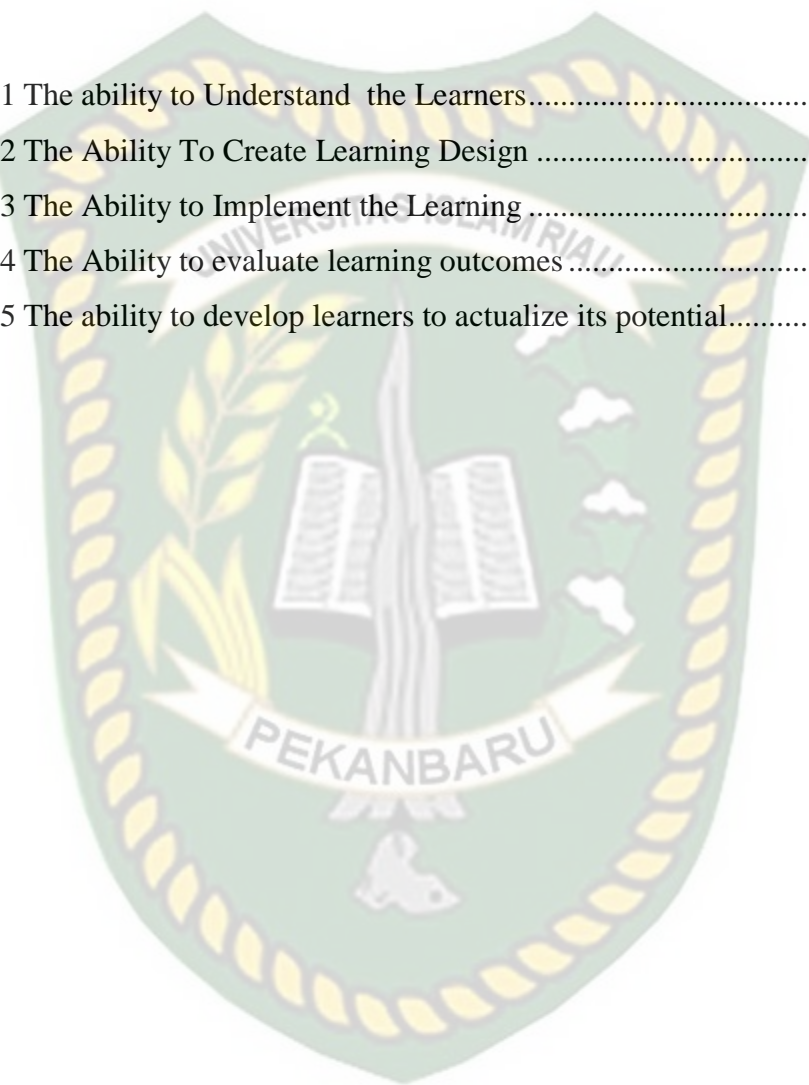 1 The ability to Understand  the Learners...................................
2 The Ability To Create Learning Design ..................................
3 The Ability to Implement the Learning ...................................
4 The Ability to evaluate learning outcomes ..............................
5 The ability to develop learners to actualize its potential..........
UNIVERSITAS ISLAM RIAU
PEKANBARU